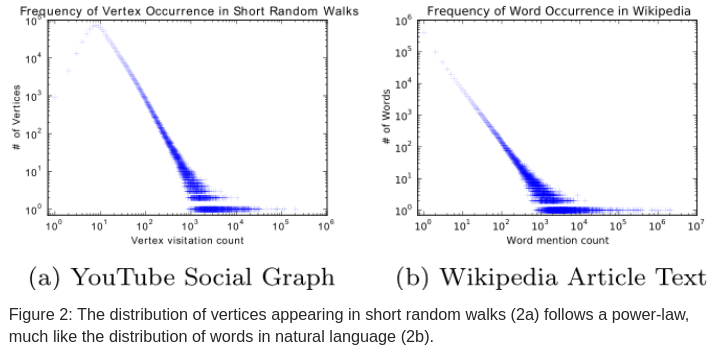 Frequency of Vertex Occurrence in Short Random Walks
Frequency of Word Occurrence in Wikipedia
10^5
10^4
10^3
10^2
10^1
10^0
# of Vertices
10^0 10^1 10^2 10^3 10^4 10^5 10^6
Vertex visitation count
10^6
10^5
10^4
10^3
10^2
10^1
10^0
# of Words
10^0 10^1 10^2 10^3 10^4 10^5 10^6 10^7
Word mention count
(a) YouTube Social Graph
(b) Wikipedia Article Text
Figure 2: The distribution of vertices appearing in short random walks (2a) follows a power-law,
much like the distribution of words in natural language (2b).